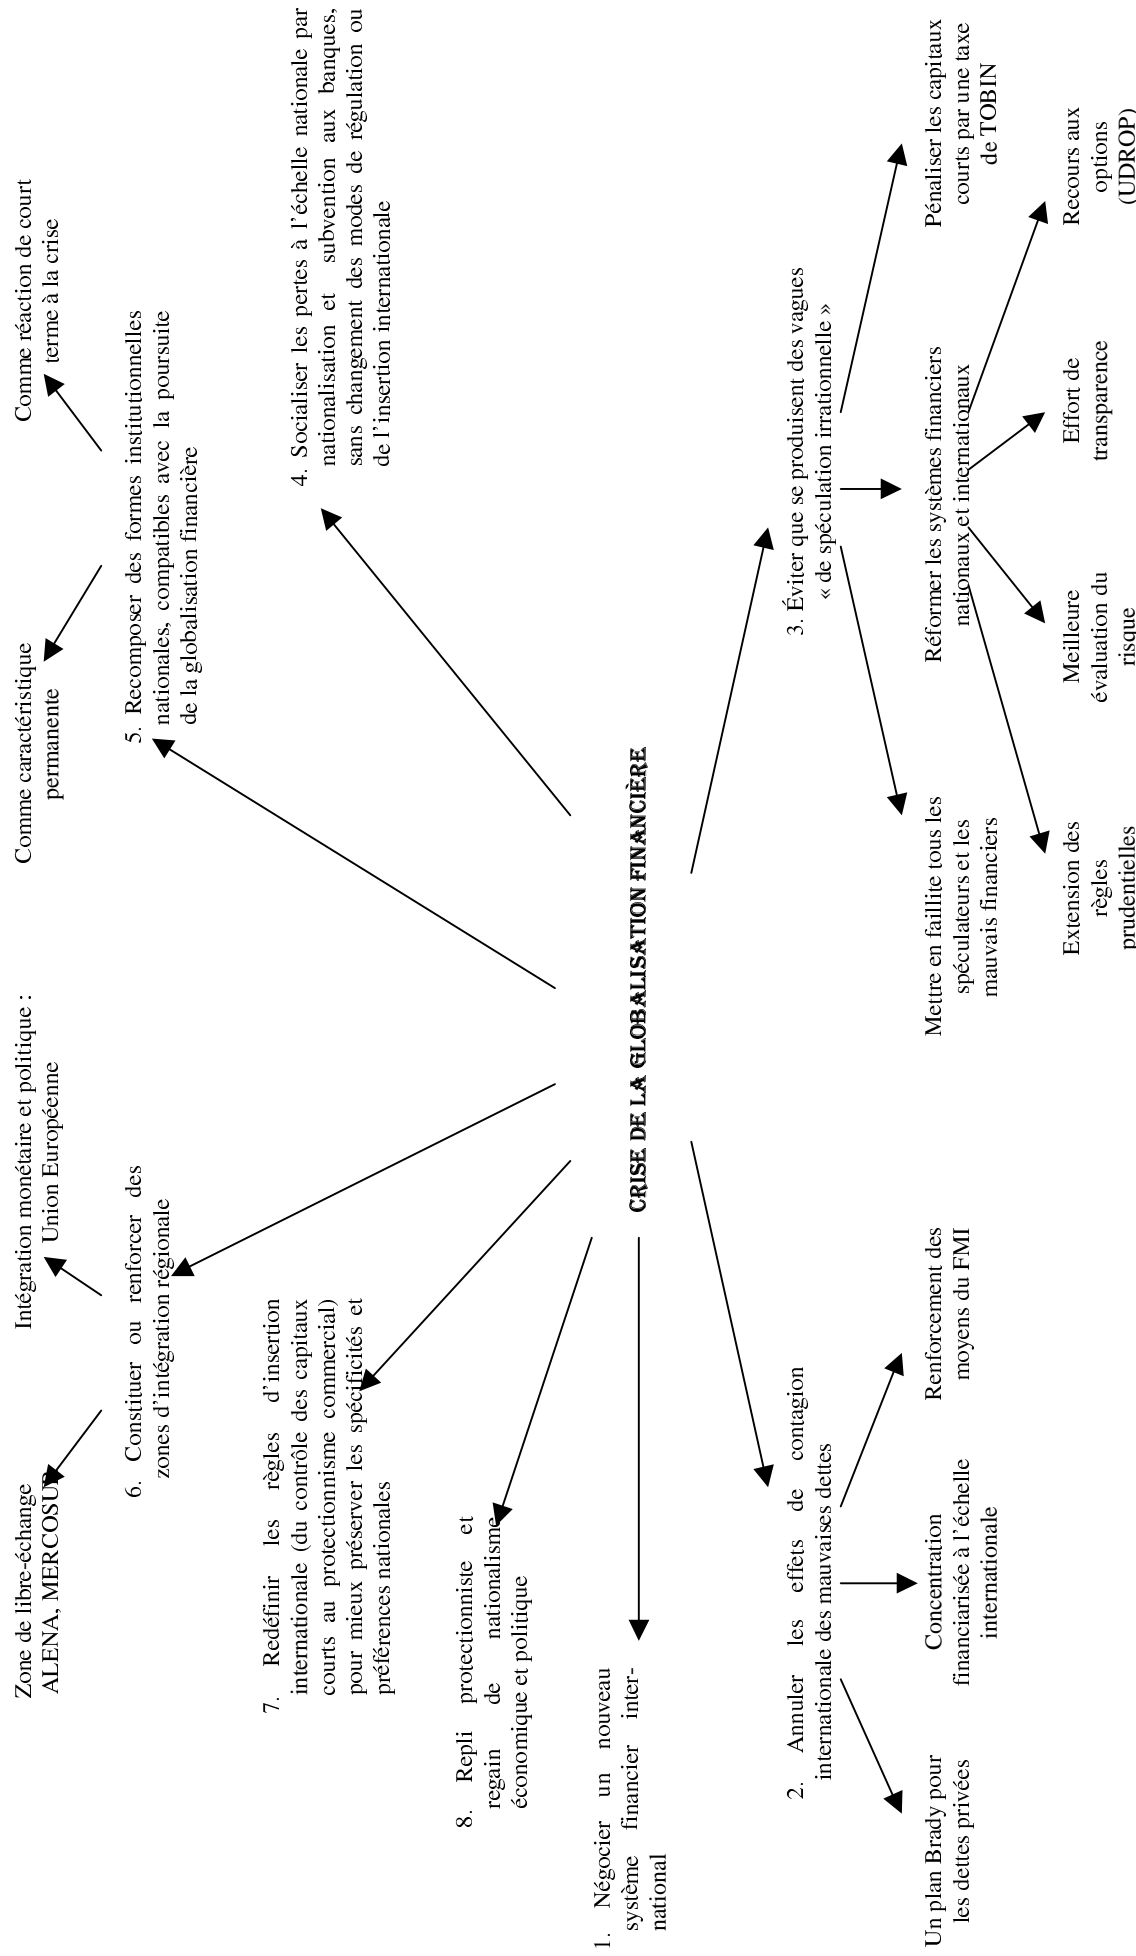 Zone de libre-échange
ALENA, MERCOSUR
Intégration monétaire et politique :
Union Européenne
Comme caractéristique
permanente
Comme réaction de court
terme à la crise
6. Constituer ou renforcer des
zones d'intégration régionale
5. Recomposer des formes institutionnelles
nationales, compatibles avec la poursuite
de la globalisation financière
7. Redéfinir les règles d'insertion
internationale (du contrôle des capitaux
courts au protectionnisme commercial)
pour mieux préserver les spécificités et
préférences nationales
4. Socialiser les pertes à l'échelle nationale par
nationalisation et subvention aux banques,
sans changement des modes de régulation ou
de l'insertion internationale
8. Repli protectionniste et
regain de nationalisme
économique et politique
1. Négocier un nouveau
système financier inter-
national
CRISE DE LA GLOBALISATION FINANCIÈRE
2. Annuler les effets de contagion
internationale des mauvaises dettes
3. Éviter que se produisent des vagues
« de spéculation irrationnelle »
Un plan Brady pour
les dettes privées
Concentration
financiarisée à l'échelle
internationale
Renforcement des
moyens du FMI
Mettre en faillite tous les
spéculateurs et les
mauvais financiers
Réformer les systèmes financiers
nationaux et internationaux
Pénaliser les capitaux
courts par une taxe
de TOBIN
Extension des
règles
prudentielles
Meilleure
évaluation du
risque
Effort de
transparence
Recours aux
options
(UDROP)